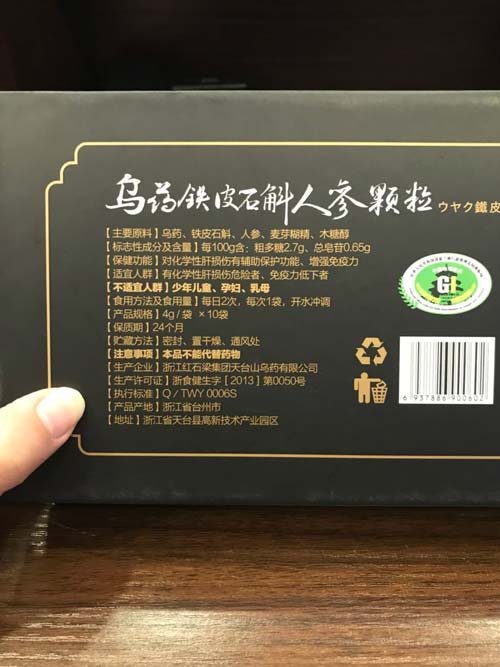 乌药铁皮石斛人参颗粒 ウヤク鐵皮
【主要原料】乌药、铁皮石斛、人参、麦芽糊精、木糖醇
【标志性成分及含量】每100g含：粗多糖2.7g、总皂苷0.65g
【保健功能】对化学性肝损伤有辅助保护功能、增强免疫力
【适宜人群】有化学性肝损伤危险者、免疫力低下者
【不适宜人群】少年儿童、孕妇、乳母
【食用方法及食用量】每日2次，每次1袋，开水冲调
【产品规格】4g / 袋 ×10袋
【保质期】24个月
【贮藏方法】密封、置干燥、通风处
【注意事项】本品不能代替药物
【生产企业】浙江红石梁集团天台山乌药有限公司
【生产许可证】浙食健生字［2013］第0050号
【执行标准】Q / TWY 0006S
【产品产地】浙江省台州市
【地址】浙江省天台县高新技术产业园区
6 937886 900602